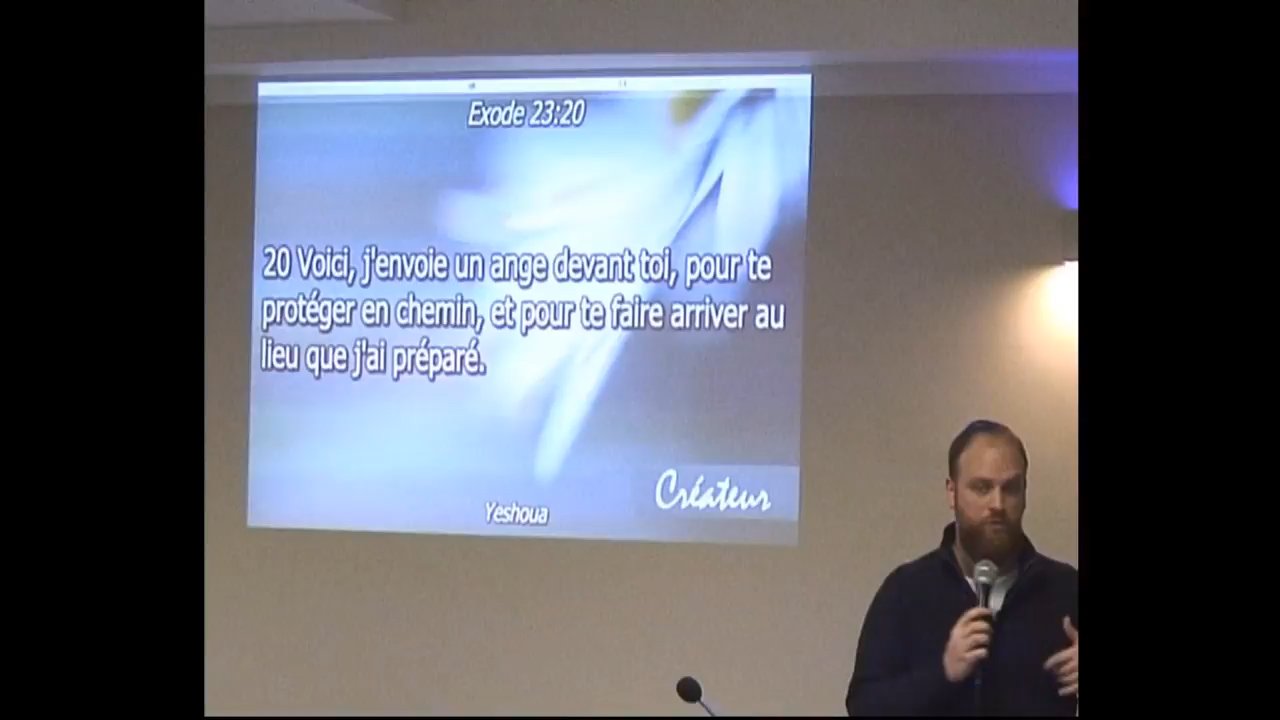 Exode 23:20
20 Voici, j'envoie un ange devant toi, pour te
protéger en chemin, et pour te faire arriver au
lieu que j'ai préparé.
Créateur
Yeshoua